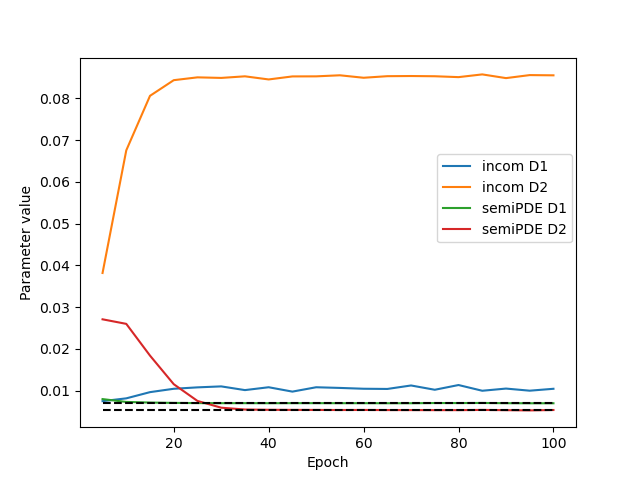 0.08
0.07
0.06
0.05
0.04
0.03
0.02
0.01
Parameter value
incom D1
incom D2
semiPDE D1
semiPDE D2
20
40
60
80
100
Epoch